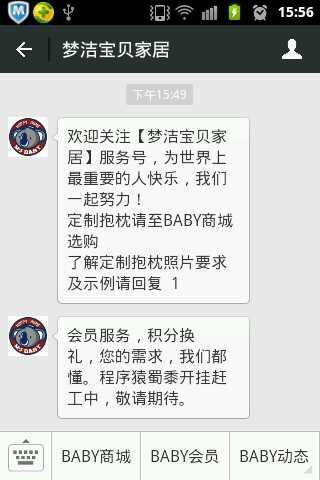 15:56
梦洁宝贝家居
下午15:49
欢迎关注【梦洁宝贝家
居】服务号，为世界上
最重要的人快乐，我们
一起努力！
定制抱枕请至BABY商城
选购
了解定制抱枕照片要求
及示例请回复 1
会员服务，积分换
礼，您的需求，我们都
懂。程序猿蜀黍开挂赶
工中，敬请期待。
BABY商城
BABY会员
BABY动态